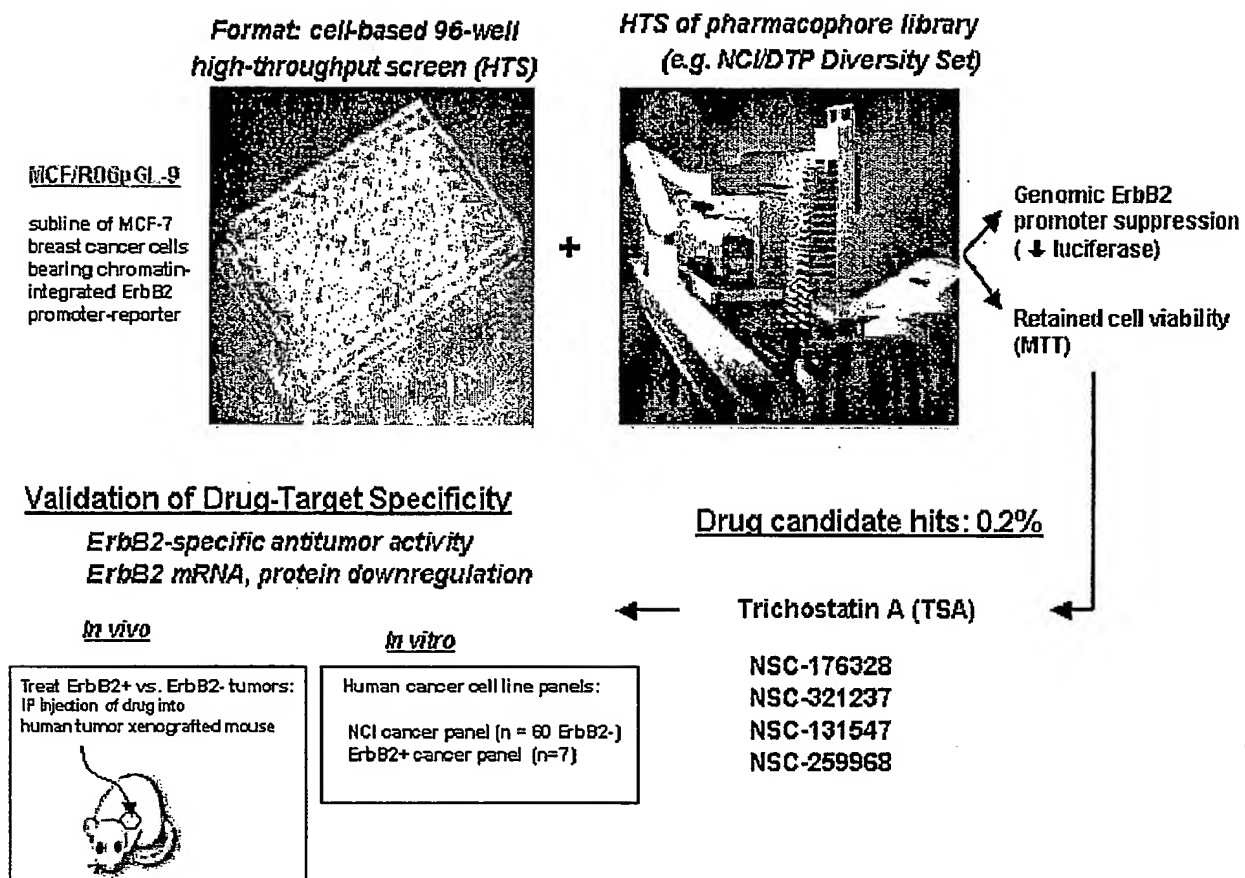 Format: cell-based 96-well
high-throughput screen (HTS)
HTS of pharmacophore library
(e.g. NCI/DTP Diversity Set)
MCF/R06pGL-9
subline of MCF-7
breast cancer cells
bearing chromatin-
integrated ErbB2
promoter-reporter
+
Genomic ErbB2
promoter suppression
(↓ luciferase)
Retained cell viability
(MTT)
Validation of Drug-Target Specificity
ErbB2-specific antitumor activity
ErbB2 mRNA, protein downregulation
Drug candidate hits: 0.2%
Trichostatin A (TSA)
NSC-176328
NSC-321237
NSC-131547
NSC-259968
In vivo
Treat ErbB2+ vs. ErbB2- tumors:
IP Injection of drug into
human tumor xenografted mouse
In vitro
Human cancer cell line panels:
NCI cancer panel (n = 60 ErbB2-)
ErbB2+ cancer panel (n=7)